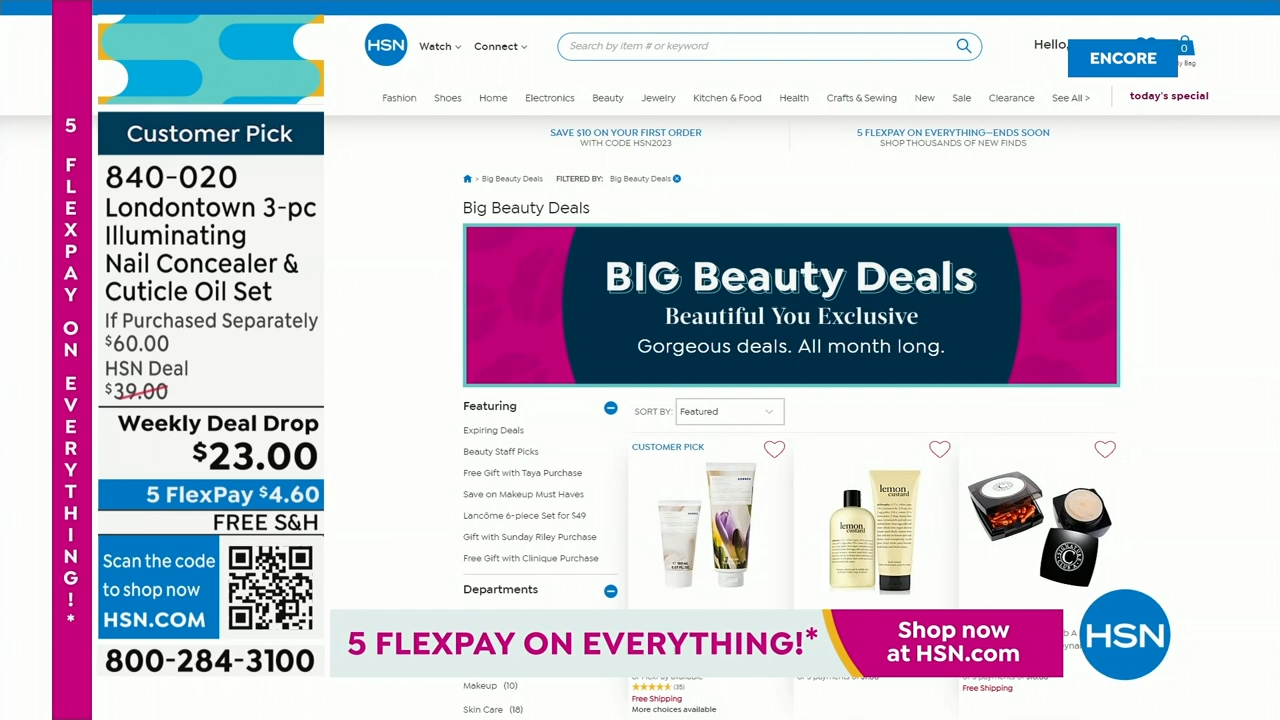 5 FLEXPAY ON EVERYTHING!*
Customer Pick
840-020
Londontown 3-pc
Illuminating
Nail Concealer &
Cuticle Oil Set
If Purchased Separately
$60.00
HSN Deal
$39.00
Weekly Deal Drop
$23.00
5 FlexPay $4.60
FREE S&H
Scan the code
to shop now
HSN.COM
800-284-3100
HSN
Watch
Connect
Search by item # or keyword
Hello,
0
ENCORE
Fashion Shoes Home Electronics Beauty Jewelry Kitchen & Food Health Crafts & Sewing New Sale Clearance See All > today's special
SAVE $10 ON YOUR FIRST ORDER
WITH CODE HSN2023
5 FLEXPAY ON EVERYTHING—ENDS SOON
SHOP THOUSANDS OF NEW FINDS
> Big Beauty Deals FILTERED BY: Big Beauty Deals
Big Beauty Deals
BIG Beauty Deals
Beautiful You Exclusive
Gorgeous deals. All month long.
Featuring
Expiring Deals
Beauty Staff Picks
Free Gift with Taya Purchase
Save on Makeup Must Haves
Lancôme 6-piece Set for $49
Gift with Sunday Riley Purchase
Free Gift with Clinique Purchase
Departments
Makeup (10)
Skin Care (18)
SORT BY: Featured
CUSTOMER PICK
lemon custard
lemon custard
(35)
Free Shipping
More choices available
Free Shipping
5 FLEXPAY ON EVERYTHING!*
Shop now
at HSN.com
HSN